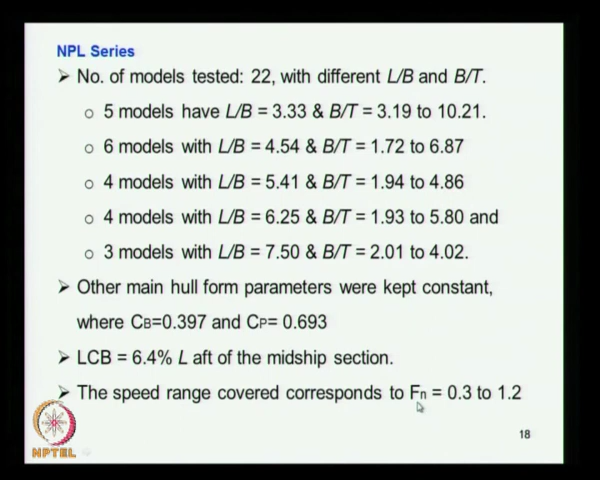 NPL Series
➢ No. of models tested: 22, with different L/B and B/T.
○ 5 models have L/B = 3.33 & B/T = 3.19 to 10.21.
○ 6 models with L/B = 4.54 & B/T = 1.72 to 6.87
○ 4 models with L/B = 5.41 & B/T = 1.94 to 4.86
○ 4 models with L/B = 6.25 & B/T = 1.93 to 5.80 and
○ 3 models with L/B = 7.50 & B/T = 2.01 to 4.02.
➢ Other main hull form parameters were kept constant,
where CB=0.397 and CP= 0.693
➢ LCB = 6.4% L aft of the midship section.
➢ The speed range covered corresponds to Fn = 0.3 to 1.2
18
NPTEL